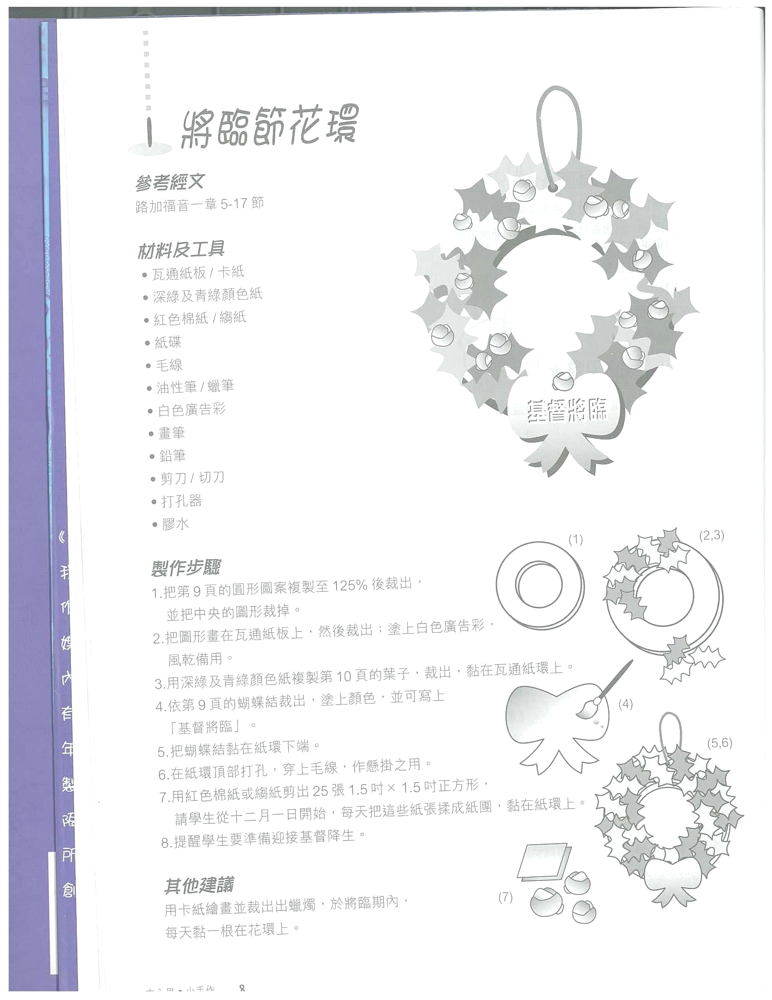 1 將臨節花環
參考經文
路加福音一章 5-17 節
材料及工具
• 瓦通紙板 / 卡紙
• 深綠及青綠顏色紙
• 紅色棉紙 / 縐紙
• 紙碟
• 毛線
• 油性筆 / 蠟筆
• 白色廣告彩
• 畫筆
• 鉛筆
• 剪刀 / 切刀
• 打孔器
• 膠水
基督將臨
製作步驟
1.把第 9 頁的圓形圖案複製至 125% 後裁出，
並把中央的圖形裁掉。
2.把圖形畫在瓦通紙板上，然後裁出；塗上白色廣告彩，
風乾備用。
3.用深綠及青綠顏色紙複製第 10 頁的葉子，裁出，黏在瓦通紙環上。
4.依第 9 頁的蝴蝶結裁出，塗上顏色，並可寫上
「基督將臨」。
5.把蝴蝶結黏在紙環下端。
6.在紙環頂部打孔，穿上毛線，作懸掛之用。
7.用紅色棉紙或縐紙剪出 25 張 1.5 吋 × 1.5 吋正方形，
請學生從十二月一日開始，每天把這些紙張揉成紙團，黏在紙環上。
8.提醒學生要準備迎接基督降生。
(1)
(2,3)
(4)
(5,6)
(7)
其他建議
用卡紙繪畫並裁出出蠟燭，於將臨期內，
每天黏一根在花環上。
小手作 8
《
年
製
所
創